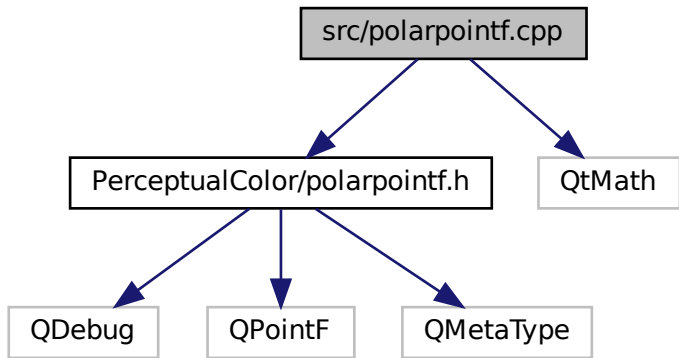 src/polarpointf.cpp
PerceptualColor/polarpointf.h
QtMath
QDebug
QPointF
QMetaType